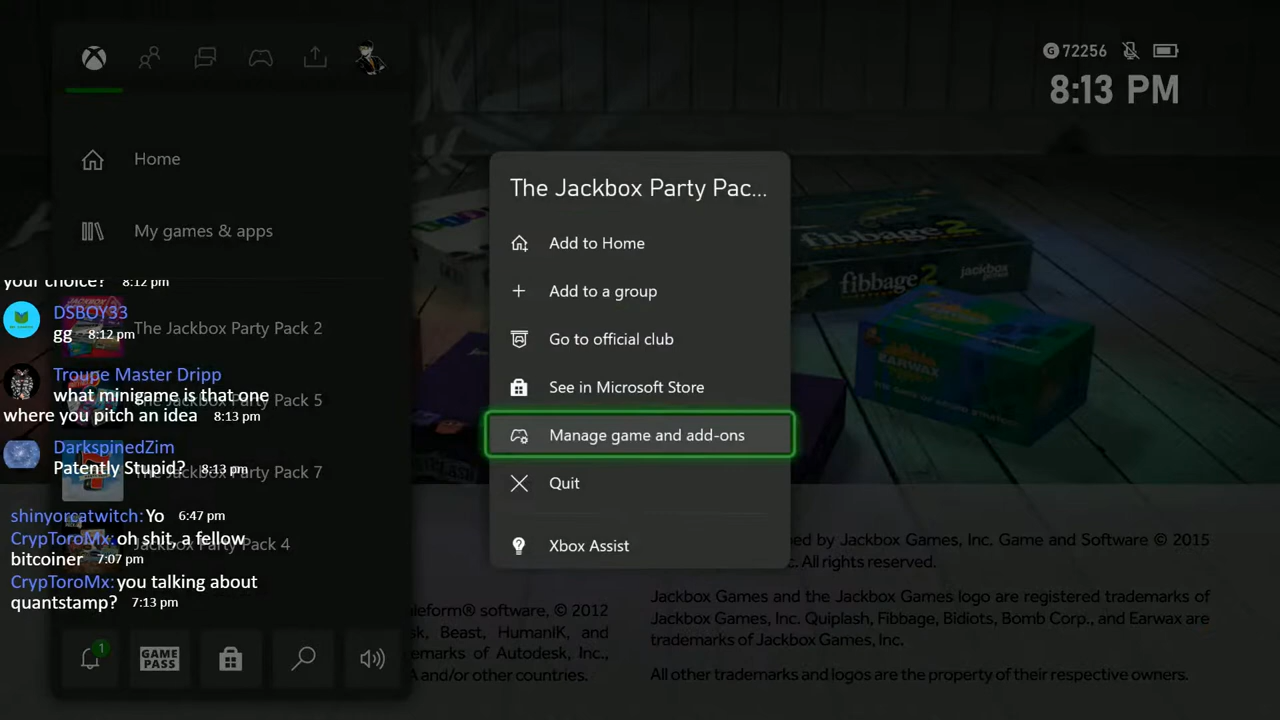 G 72256
8:13 PM
Home
My games & apps
The Jackbox Party Pack 2
The Jackbox Party Pack 5
The Jackbox Party Pack 7
Jackbox Party Pack 4
your choice? 8:12 pm
DSBOY33
gg 8:12 pm
Troupe Master Dripp
what minigame is that one
where you pitch an idea 8:13 pm
DarkspinedZim
Patently Stupid? 8:13 pm
shinyorcatwitch: Yo 6:47 pm
CrypToroMx: oh shit, a fellow
bitcoiner 7:07 pm
CrypToroMx: you talking about
quantstamp? 7:13 pm
1
GAME
PASS
The Jackbox Party Pac...
Add to Home
Add to a group
Go to official club
See in Microsoft Store
Manage game and add-ons
Quit
Xbox Assist
fibbage 2
fibbage 2
jackbox
EARWAX
aleform® software, © 2012
sk, Beast, HumanIK, and
emarks of Autodesk, Inc.,
A and/or other countries.
ped by Jackbox Games, Inc. Game and Software © 2015
c. All rights reserved.
Jackbox Games and the Jackbox Games logo are registered trademarks
of Jackbox Games, Inc. Quiplash, Fibbage, Bidiots, Bomb Corp., and Earwax are
trademarks of Jackbox Games, Inc.
All other trademarks and logos are the property of their respective owners.